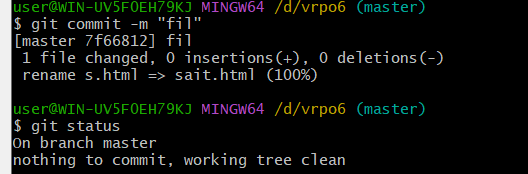 user@WIN-UV5FOEH79KJ MINGW64 /d/vrpo6 (master)
$ git commit -m "fil"
[master 7f66812] fil
 1 file changed, 0 insertions(+), 0 deletions(-)
 rename s.html => sait.html (100%)

user@WIN-UV5FOEH79KJ MINGW64 /d/vrpo6 (master)
$ git status
On branch master
nothing to commit, working tree clean